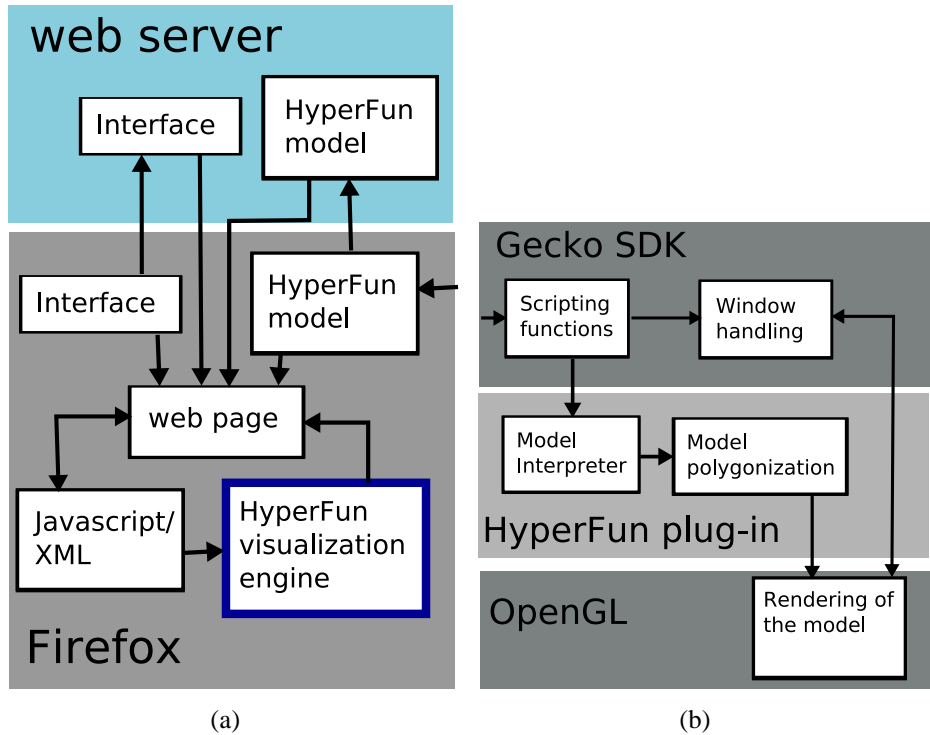 web server
Interface
HyperFun
model
Interface
HyperFun
model
web page
Javascript/
XML
HyperFun
visualization
engine
Firefox
(a)
Gecko SDK
Scripting
functions
Window
handling
Model
Interpreter
Model
polygonization
HyperFun plug-in
OpenGL
Rendering of
the model
(b)